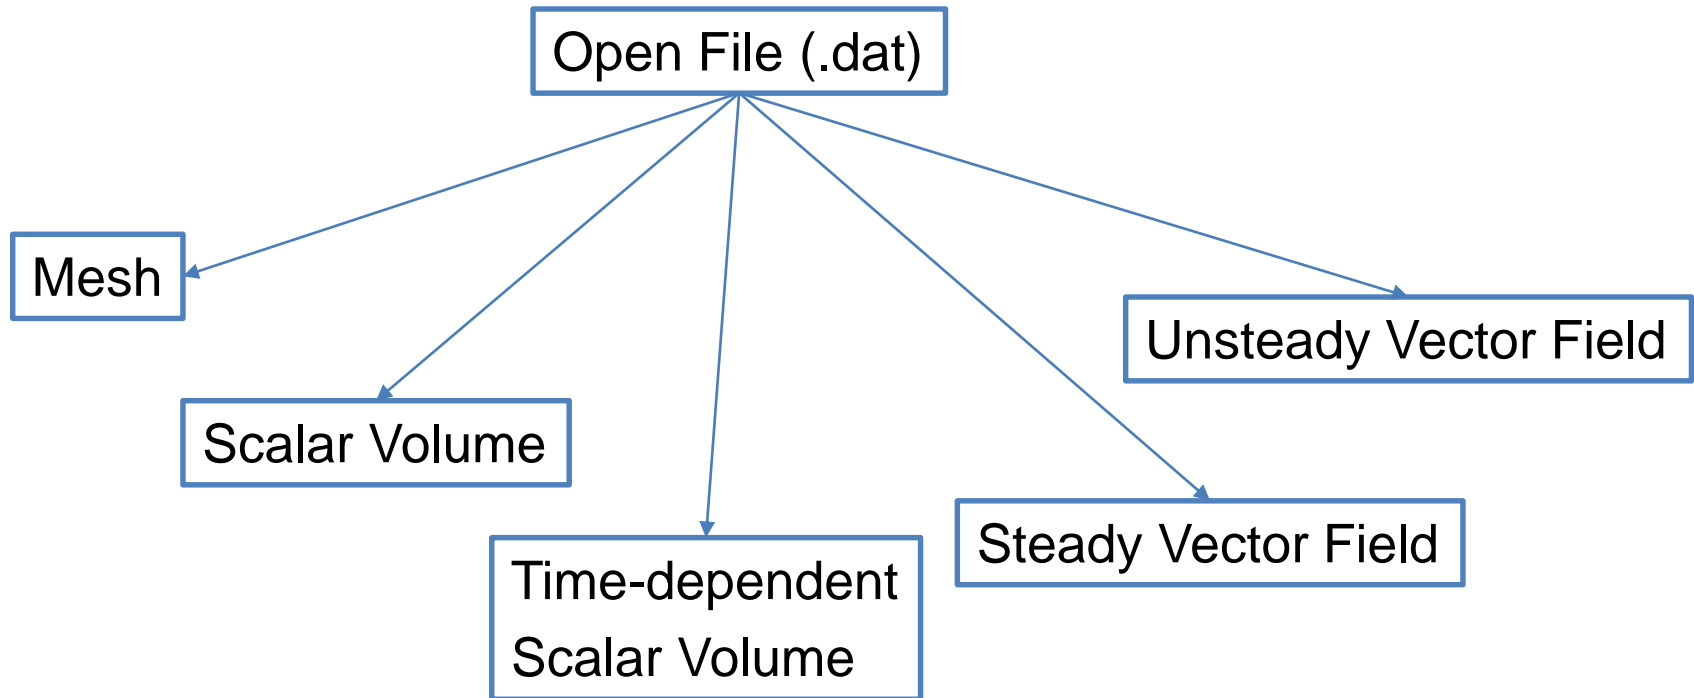 Open File (.dat)
Mesh
Unsteady Vector Field
Scalar Volume
Steady Vector Field
Time-dependent
Scalar Volume